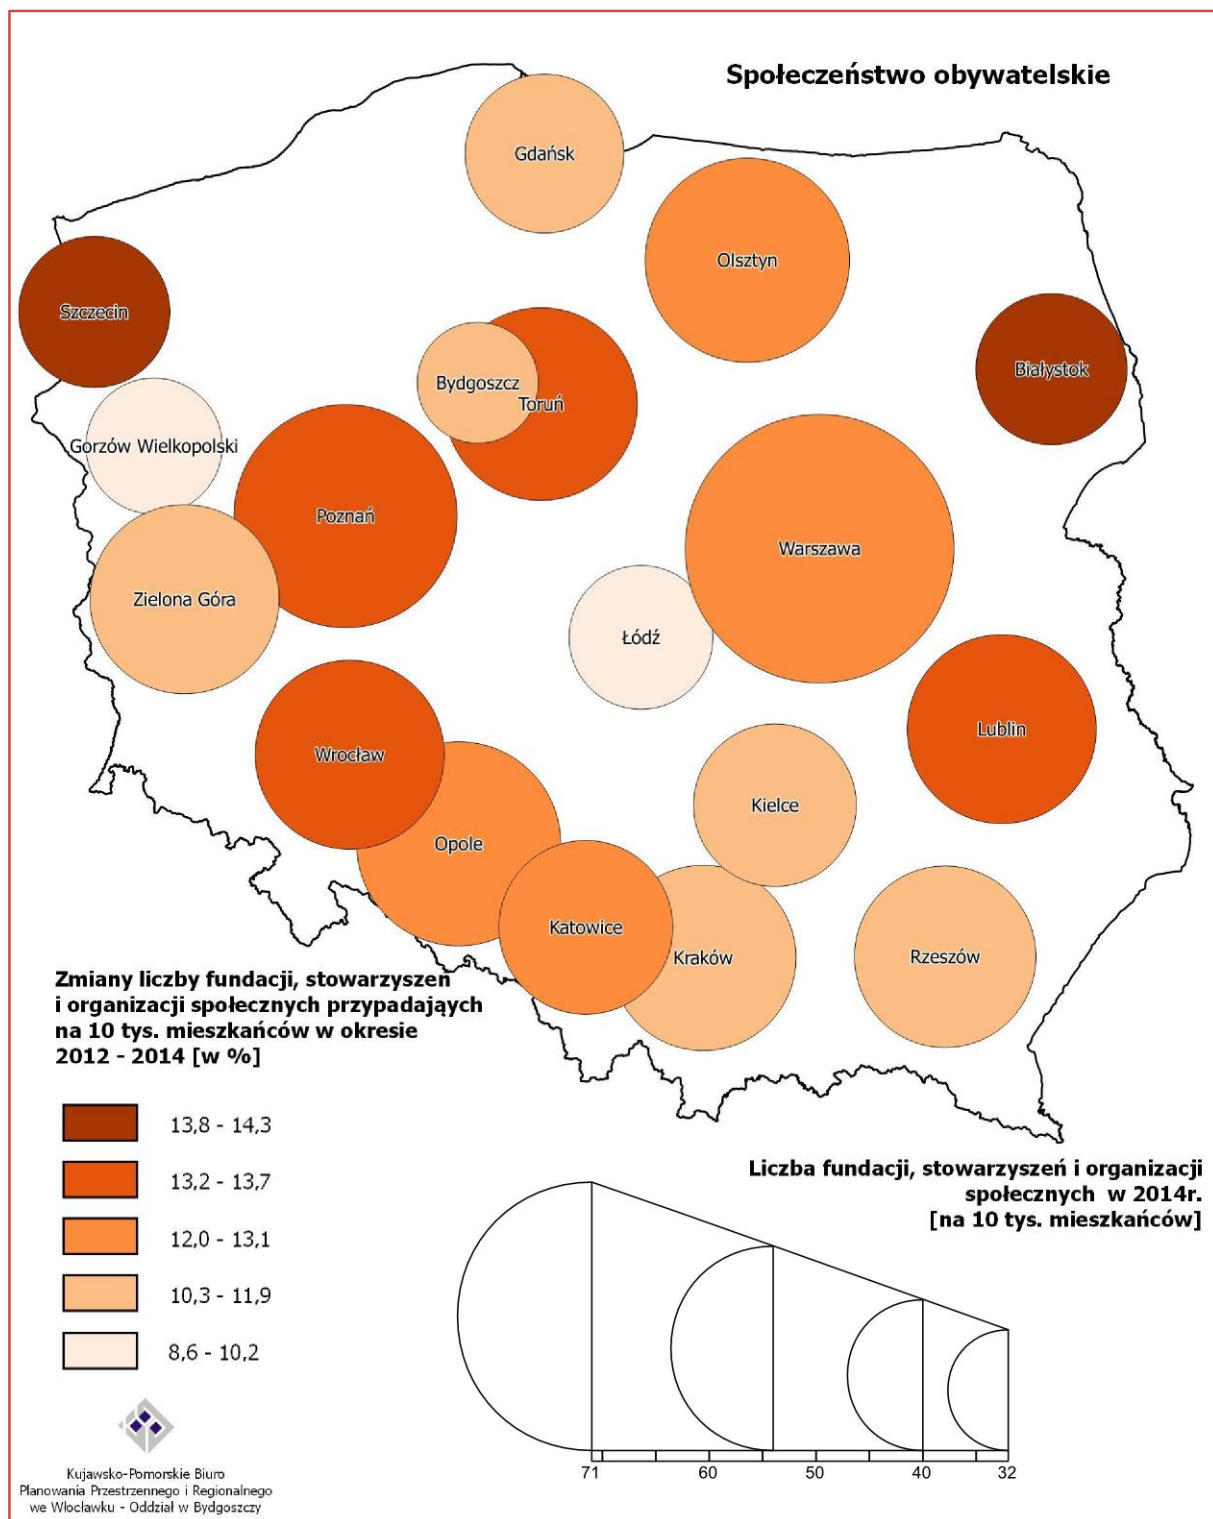 Społeczeństwo obywatelskie
Gdańsk
Olsztyn
Szczecin
Białystok
Bydgoszcz
Toruń
Gorzów Wielkopolski
Poznań
Warszawa
Zielona Góra
Łódź
Lublin
Wrocław
Kielce
Opole
Katowice
Kraków
Rzeszów
Zmiany liczby fundacji, stowarzyszeń
i organizacji społecznych przypadająych
na 10 tys. mieszkańców w okresie
2012 - 2014 [w %]
13,8 - 14,3
13,2 - 13,7
12,0 - 13,1
10,3 - 11,9
8,6 - 10,2
Liczba fundacji, stowarzyszeń i organizacji
społecznych w 2014r.
[na 10 tys. mieszkańców]
71 60 50 40 32
Kujawsko-Pomorskie Biuro
Planowania Przestrzennego i Regionalnego
we Włocławku - Oddział w Bydgoszczy